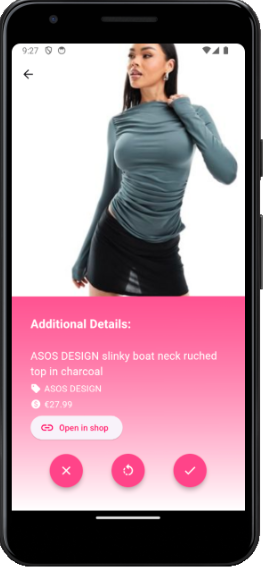 9:27
Additional Details:
ASOS DESIGN slinky boat neck ruched
top in charcoal
ASOS DESIGN
€27.99
Open in shop